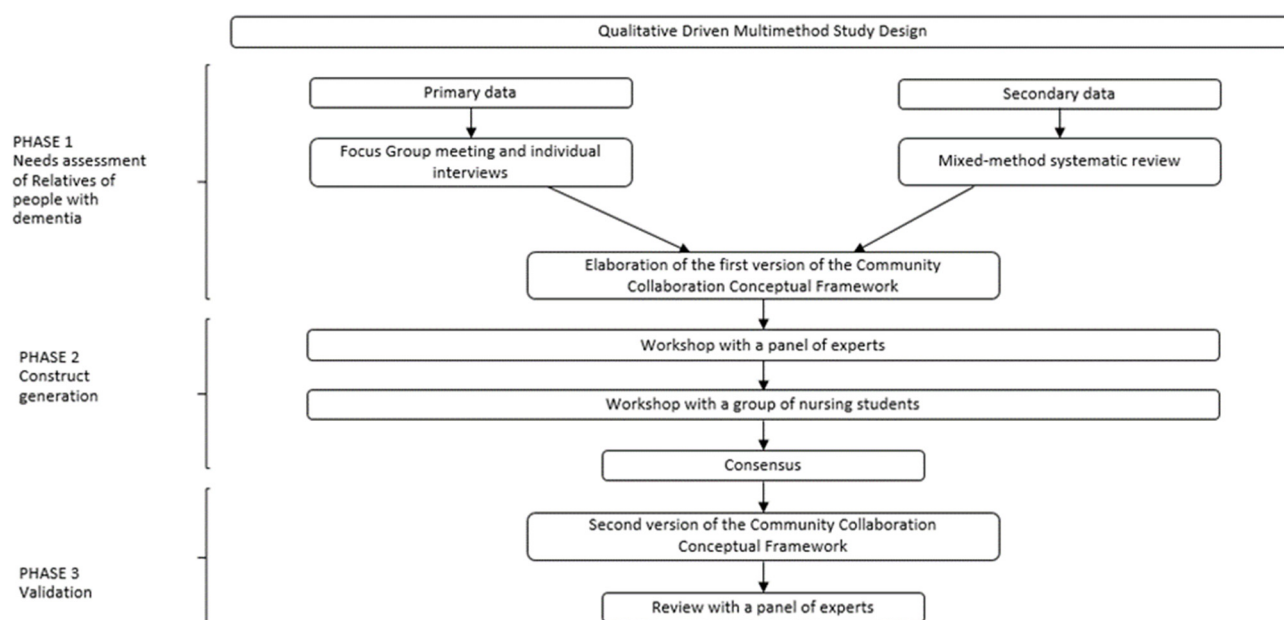 Qualitative Driven Multimethod Study Design
PHASE 1
Needs assessment
of Relatives of
people with
dementia
Primary data
Secondary data
Focus Group meeting and individual
interviews
Mixed-method systematic review
Elaboration of the first version of the Community
Collaboration Conceptual Framework
PHASE 2
Construct
generation
Workshop with a panel of experts
Workshop with a group of nursing students
Consensus
PHASE 3
Validation
Second version of the Community Collaboration
Conceptual Framework
Review with a panel of experts